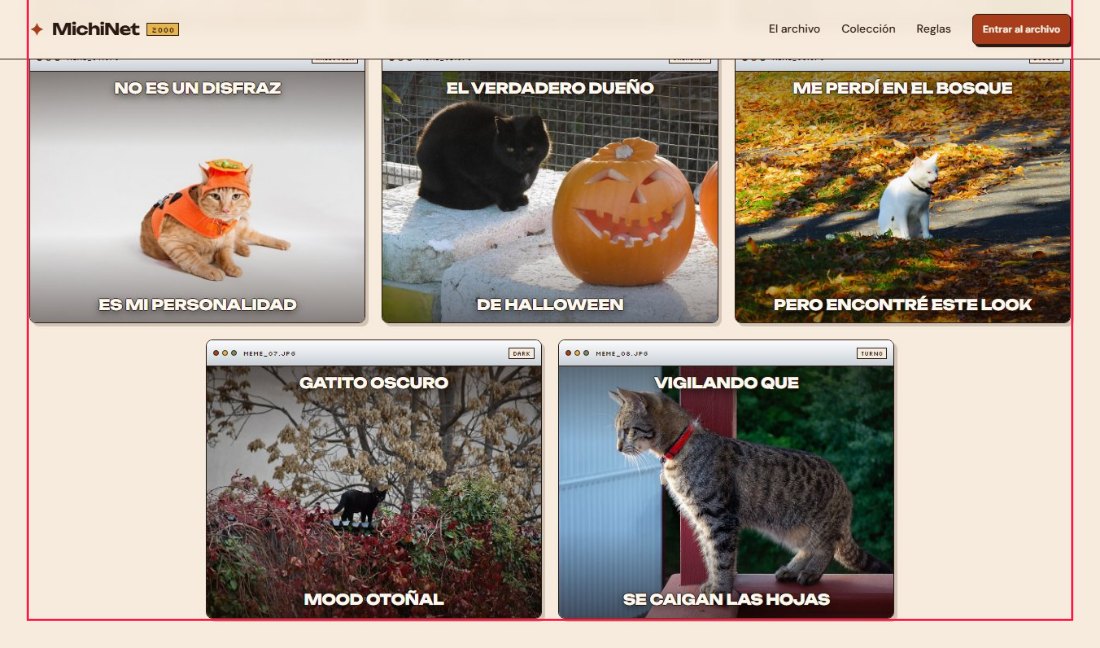 MichiNet 2000
El archivo Colección Reglas Entrar al archivo
NO ES UN DISFRAZ
EL VERDADERO DUEÑO
ME PERDÍ EN EL BOSQUE
ES MI PERSONALIDAD
DE HALLOWEEN
PERO ENCONTRÉ ESTE LOOK
MEME_07.JPG DARK
MEME_08.JPG TURNO
GATITO OSCURO
VIGILANDO QUE
MOOD OTOÑAL
SE CAIGAN LAS HOJAS